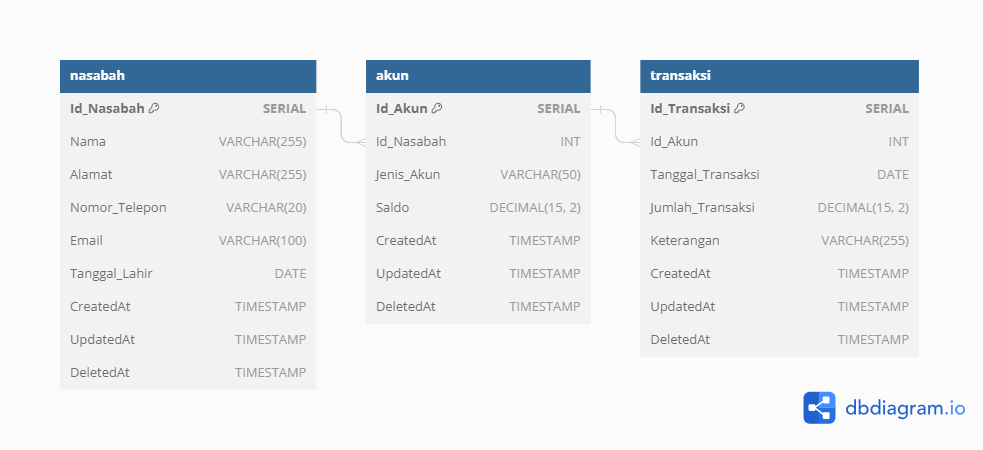 nasabah
Id_Nasabah SERIAL
Nama VARCHAR(255)
Alamat VARCHAR(255)
Nomor_Telepon VARCHAR(20)
Email VARCHAR(100)
Tanggal_Lahir DATE
CreatedAt TIMESTAMP
UpdatedAt TIMESTAMP
DeletedAt TIMESTAMP
akun
Id_Akun SERIAL
Id_Nasabah INT
Jenis_Akun VARCHAR(50)
Saldo DECIMAL(15, 2)
CreatedAt TIMESTAMP
UpdatedAt TIMESTAMP
DeletedAt TIMESTAMP
transaksi
Id_Transaksi SERIAL
Id_Akun INT
Tanggal_Transaksi DATE
Jumlah_Transaksi DECIMAL(15, 2)
Keterangan VARCHAR(255)
CreatedAt TIMESTAMP
UpdatedAt TIMESTAMP
DeletedAt TIMESTAMP
dbdiagram.io